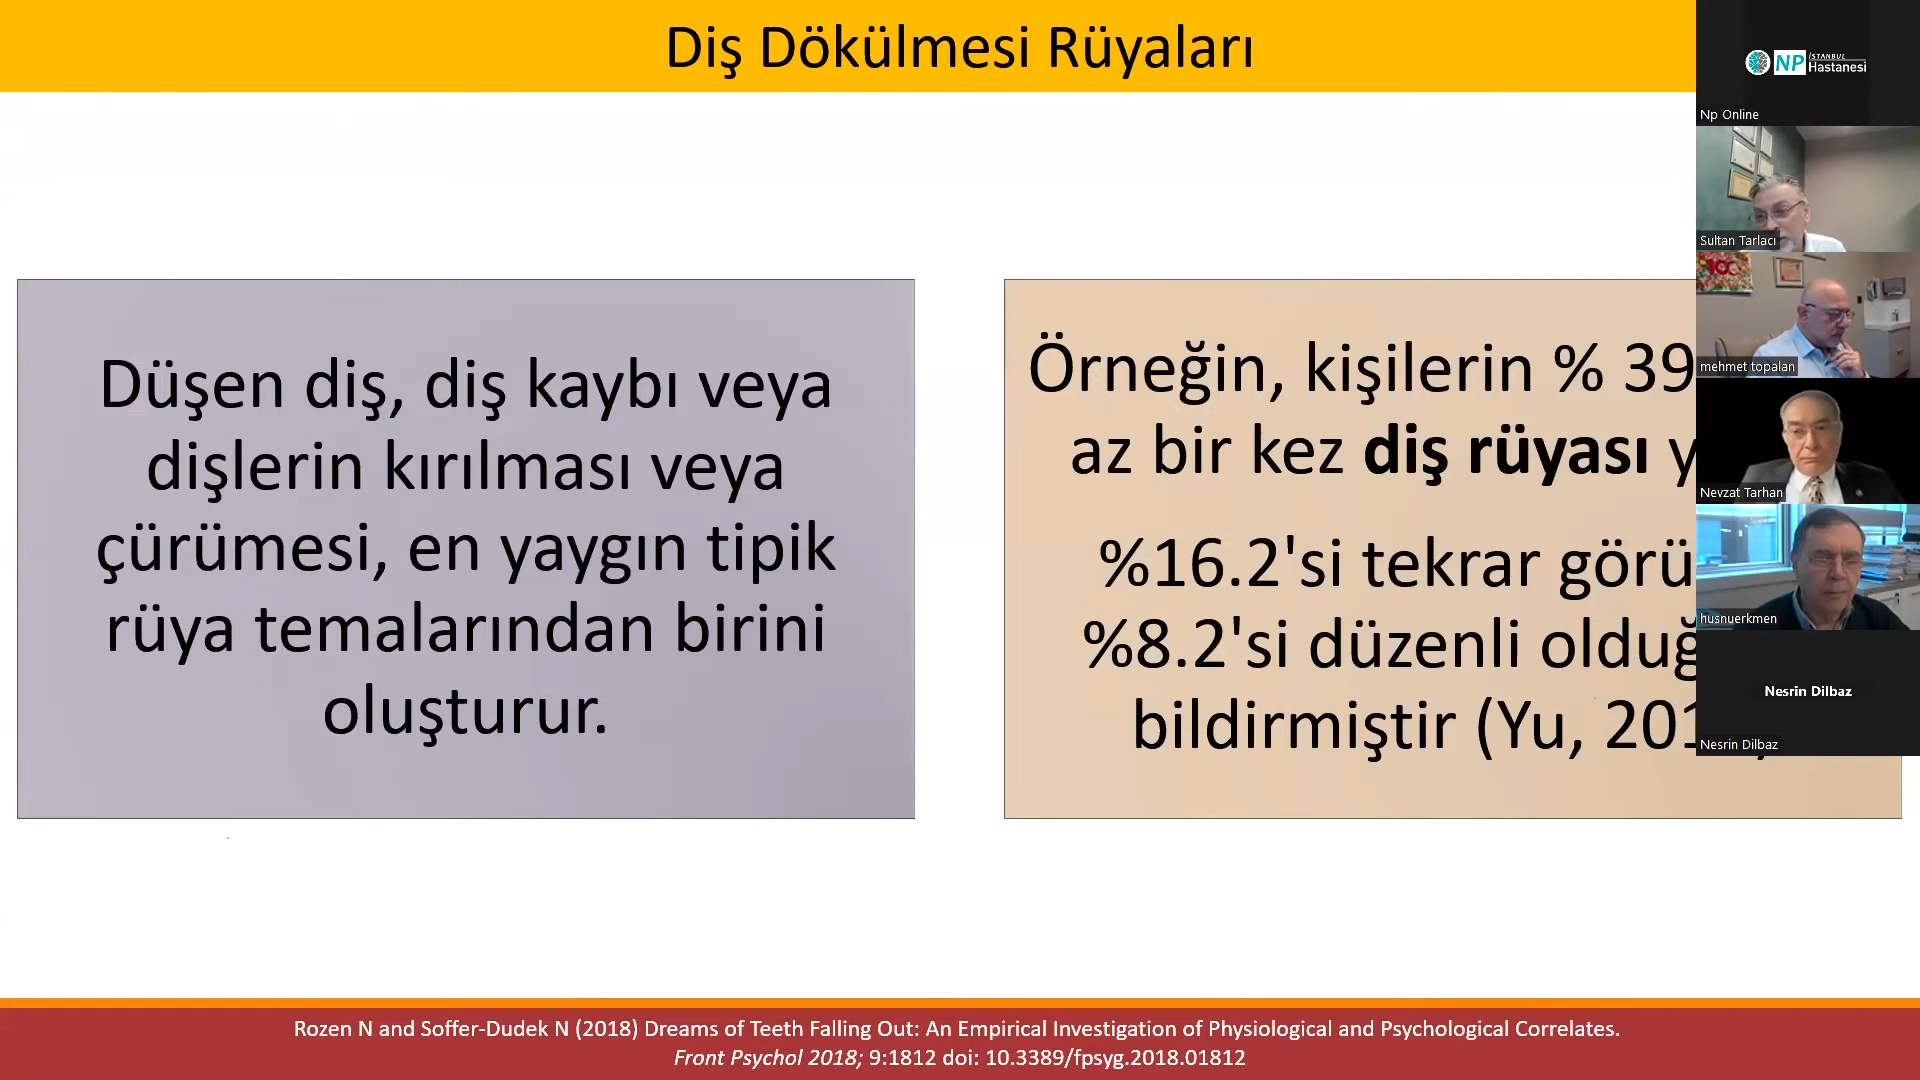 Diş Dökülmesi Rüyaları
Düşen diş, diş kaybı veya
dişlerin kırılması veya
çürümesi, en yaygın tipik
rüya temalarından birini
oluşturur.
Örneğin, kişilerin % 39
az bir kez diş rüyası
%16.2'si tekrar
%8.2'si düzenli
bildirmiştir (Yu,
Rozen N and Soffer-Dudek N (2018) Dreams of Teeth Falling Out: An Empirical Investigation of Physiological and Psychological Correlates.
Front Psychol 2018; 9:1812 doi: 10.3389/fpsyg.2018.01812
NP İSTANBUL
Hastanesi
Np Online
Sultan Tarlacı
100
mehmet topalan
Nevzat Tarhan
husnuerkmen
Nesrin Dilbaz
Nesrin Dilbaz